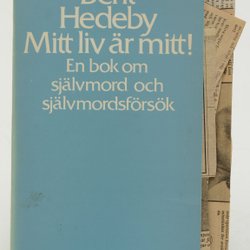 Hedeby
Mitt liv är mitt!
En bok om
självmord och
självmordsförsök